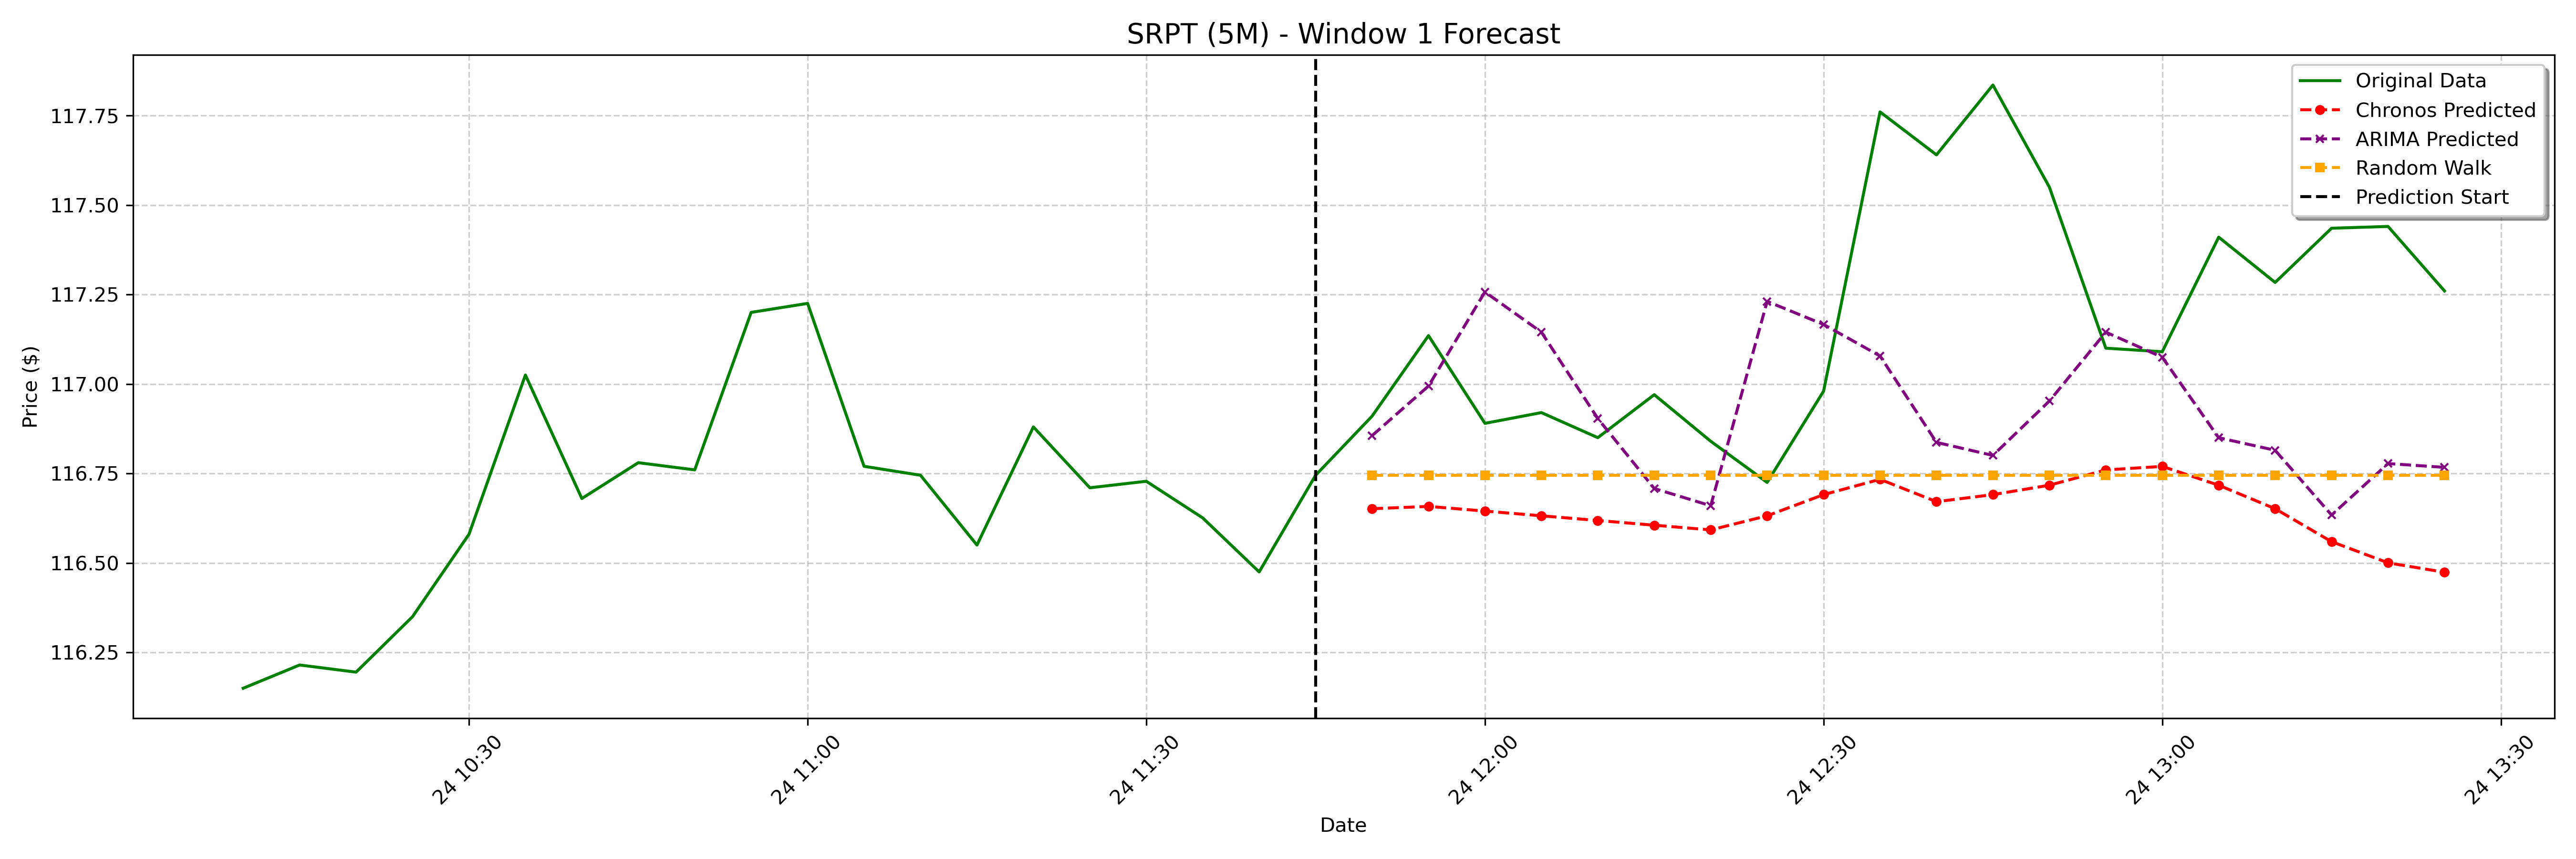 SRPT (5M) - Window 1 Forecast
Original Data
Chronos Predicted
ARIMA Predicted
Random Walk
Prediction Start
Price ($)
117.75
117.50
117.25
117.00
116.75
116.50
116.25
24 10:30
24 11:00
24 11:30
24 12:00
24 12:30
24 13:00
24 13:30
Date